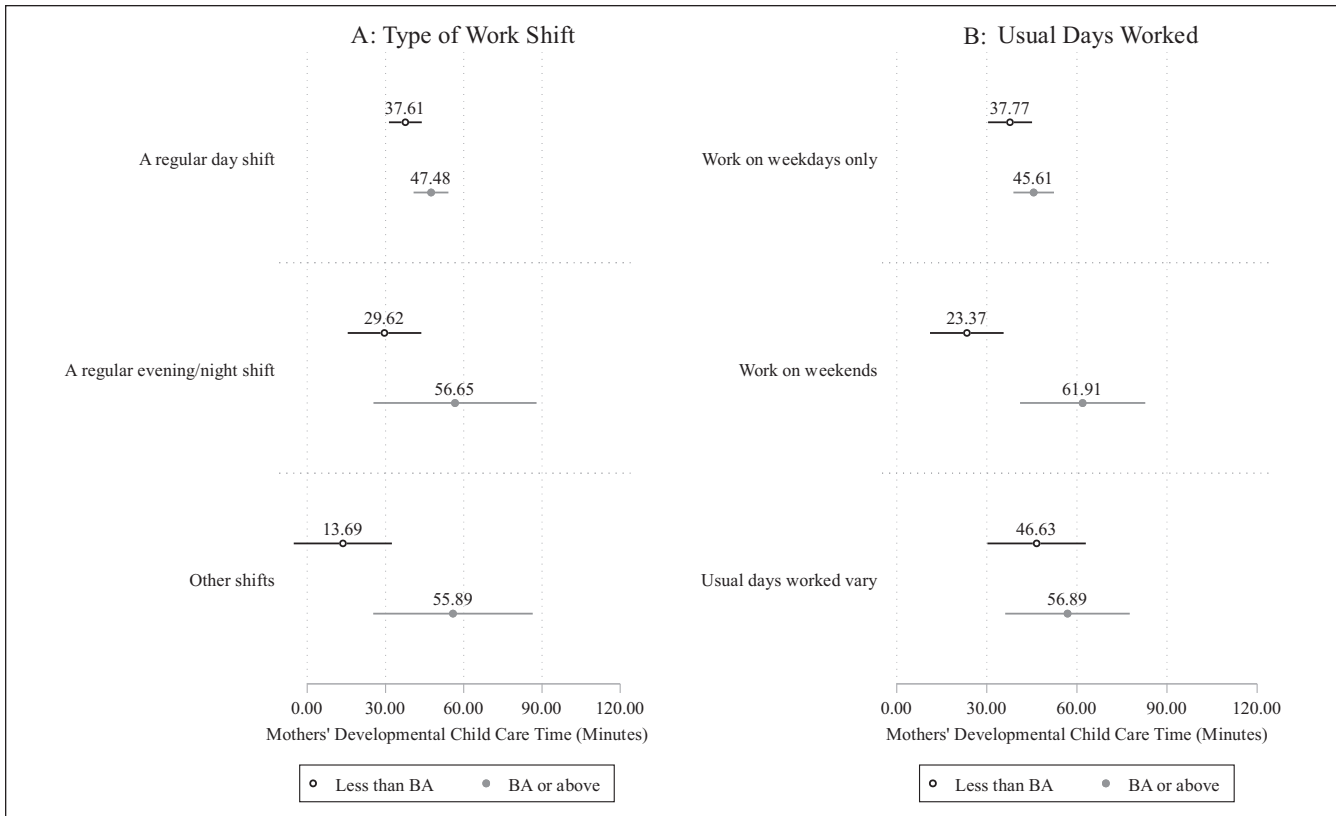 A: Type of Work Shift
37.61
A regular day shift
47.48
29.62
A regular evening/night shift
56.65
13.69
Other shifts
55.89
0.00 30.00 60.00 90.00 120.00
Mothers' Developmental Child Care Time (Minutes)
Less than BA BA or above
B: Usual Days Worked
37.77
Work on weekdays only
45.61
23.37
Work on weekends
61.91
46.63
Usual days worked vary
56.89
0.00 30.00 60.00 90.00 120.00
Mothers' Developmental Child Care Time (Minutes)
Less than BA BA or above